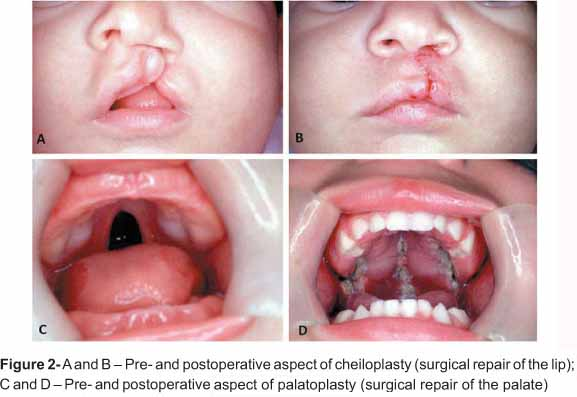 A
B
C
D
Figure 2- A and B – Pre- and postoperative aspect of cheiloplasty (surgical repair of the lip);
C and D – Pre- and postoperative aspect of palatoplasty (surgical repair of the palate)